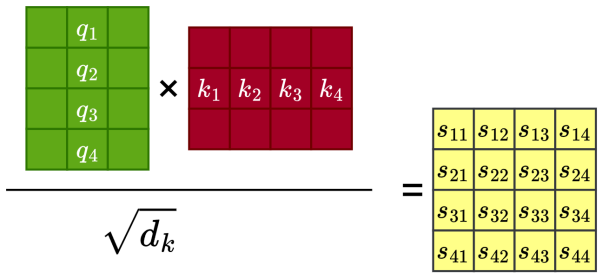 q₁
q₂
q₃
q₄
×
k₁ k₂ k₃ k₄
√dₖ
=
s₁₁ s₁₂ s₁₃ s₁₄
s₂₁ s₂₂ s₂₃ s₂₄
s₃₁ s₃₂ s₃₃ s₃₄
s₄₁ s₄₂ s₄₃ s₄₄